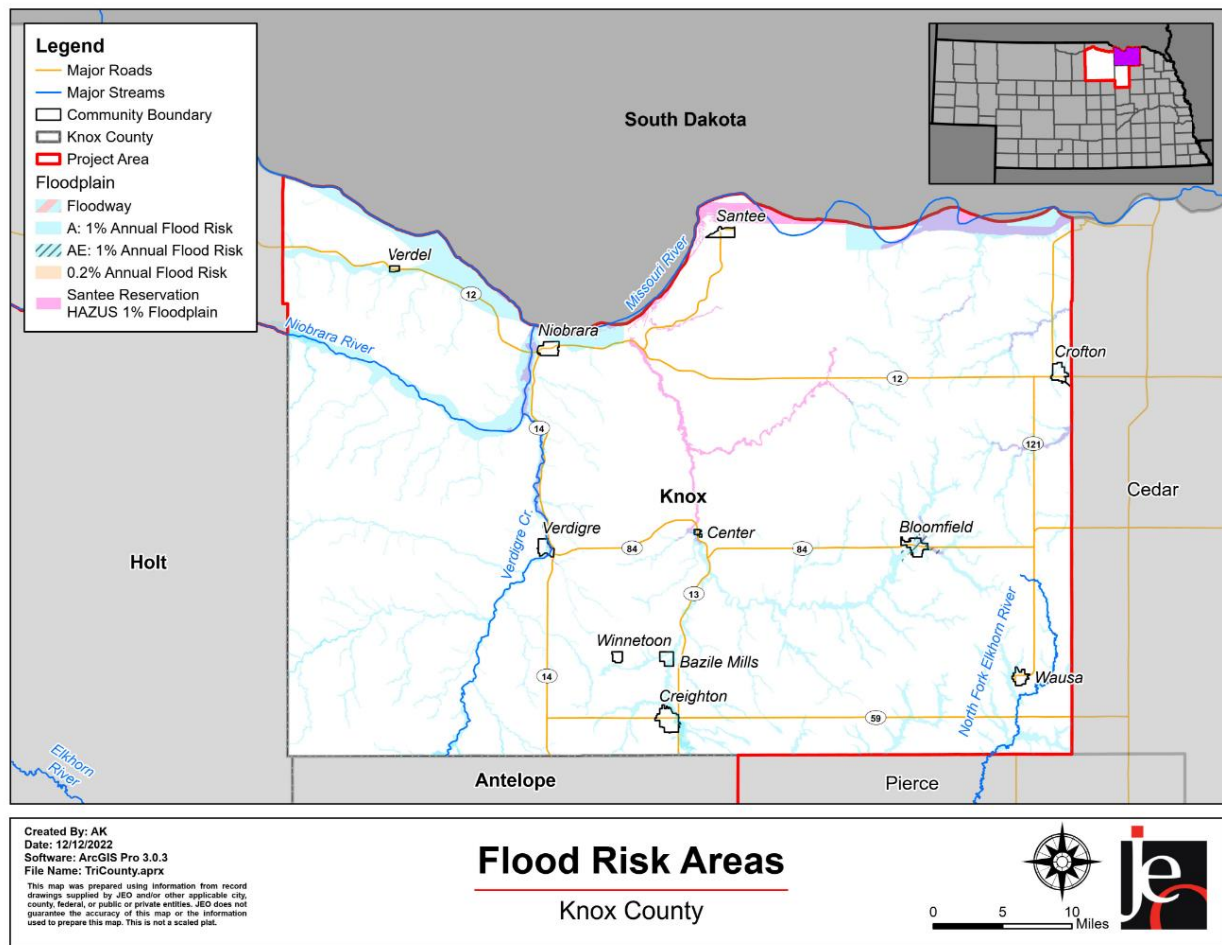 Legend
Major Roads
Major Streams
Community Boundary
Knox County
Project Area
Floodplain
Floodway
A: 1% Annual Flood Risk
AE: 1% Annual Flood Risk
0.2% Annual Flood Risk
Santee Reservation
HAZUS 1% Floodplain
South Dakota
Santee
Verdel
12
Missouri River
Niobrara
Niobrara River
Crofton
12
14
121
Knox
Cedar
Verdigre
Center
Bloomfield
84
84
Verdigre Cr.
Holt
13
North Fork Elkhorn River
Winnetoon
Bazile Mills
14
Wausa
Creighton
59
Elkhorn
River
Antelope
Pierce
Created By: AK
Date: 12/12/2022
Software: ArcGIS Pro 3.0.3
File Name: TriCounty.aprx
This map was prepared using information from record
drawings supplied by JEO and/or other applicable city,
county, federal, or public or private entities. JEO does not
guarantee the accuracy of this map or the information
used to prepare this map. This is not a scaled plat.
Flood Risk Areas
Knox County
0 5 10
Miles
jeo